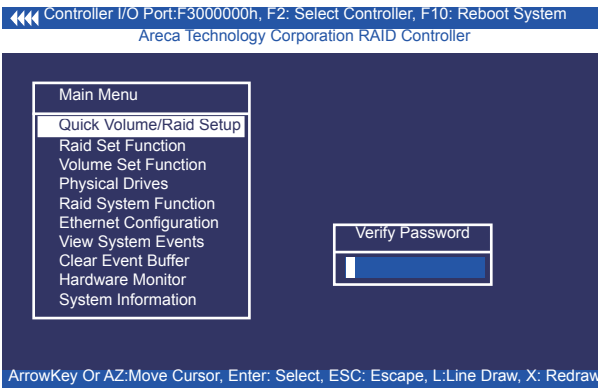 Controller I/O Port:F3000000h, F2: Select Controller, F10: Reboot System
Areca Technology Corporation RAID Controller
Main Menu
Quick Volume/Raid Setup
Raid Set Function
Volume Set Function
Physical Drives
Raid System Function
Ethernet Configuration
View System Events
Clear Event Buffer
Hardware Monitor
System Information
Verify Password
ArrowKey Or AZ:Move Cursor, Enter: Select, ESC: Escape, L:Line Draw, X: Redraw